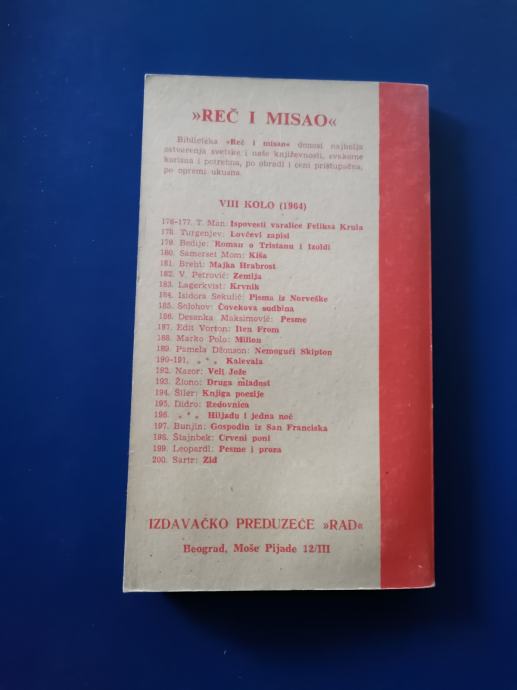 »REČ I MISAO«
Biblioteka »Reč i misao« donosi najbolja
ostvarenja svetske i naše književnosti, svakome
korisna i potrebna, po obradi i ceni pristupačna,
po opremi ukusna.
VIII KOLO (1964)
176-177. T. Man: Ispovesti varalice Feliksa Krula
178. Turgenjev: Lovčevi zapisi
179. Bedije: Roman o Tristanu i Izoldi
180. Samerset Mom: Kiša
181. Breht: Majka Hrabrost
182. V. Petrović: Zemlja
183. Lagerkvist: Krvnik
184. Isidora Sekulić: Pisma iz Norveške
185. Šolohov: Čovekova sudbina
186. Desanka Maksimović: Pesme
187. Edit Vorton: Iten From
188. Marko Polo: Milion
189. Pamela Džonson: Nemogući Skipton
190-191. „*“ Kalevala
192. Nazor: Veli Jože
193. Žiono: Druga mladost
194. Šiler: Knjiga poezije
195. Didro: Redovnica
196. „*“ Hiljadu i jedna noć
197. Bunjin: Gospodin iz San Franciska
198. Štajnbek: Crveni poni
199. Leopardi: Pesme i proza
200. Sartr: Zid
IZDAVAČKO PREDUZEĆE »RAD«
Beograd, Moše Pijade 12/III